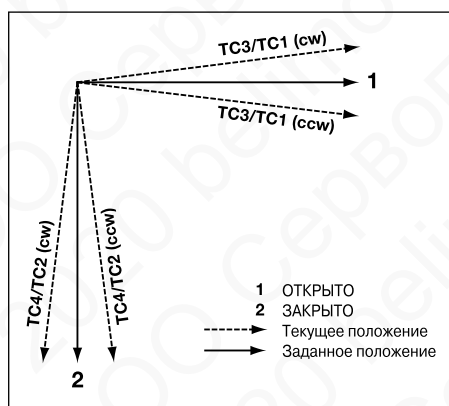 TC3/TC1 (cw)
1
TC3/TC1 (ccw)
TC4/TC2 (cw)
TC4/TC2 (ccw)
2
1 ОТКРЫТО
2 ЗАКРЫТО
Текущее положение
Заданное положение